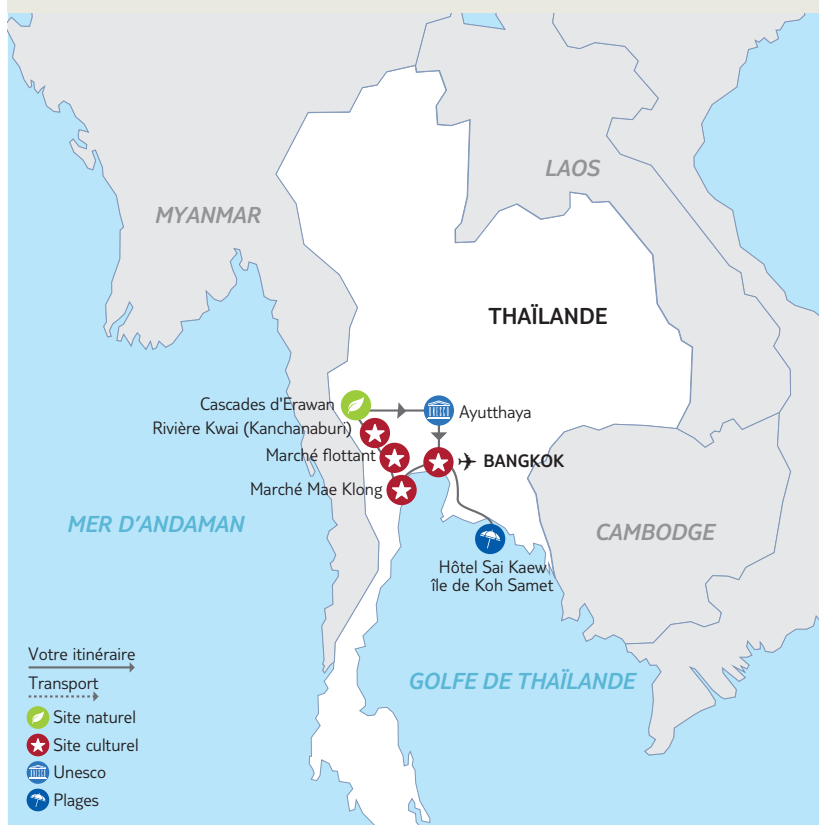 LAOS
MYANMAR
THAÏLANDE
Cascades d'Erawan
Ayutthaya
Rivière Kwai (Kanchanaburi)
Marché flottant
BANGKOK
Marché Mae Klong
MER D'ANDAMAN
CAMBODGE
Hôtel Sai Kaew
île de Koh Samet
GOLFE DE THAÏLANDE
Votre itinéraire
Transport
Site naturel
Site culturel
Unesco
Plages